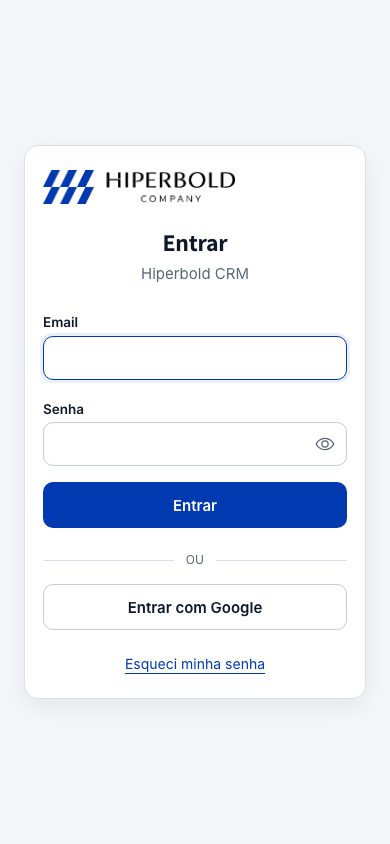 HIPERBOLD
COMPANY
Entrar
Hiperbold CRM
Email
Senha
Entrar
OU
Entrar com Google
Esqueci minha senha